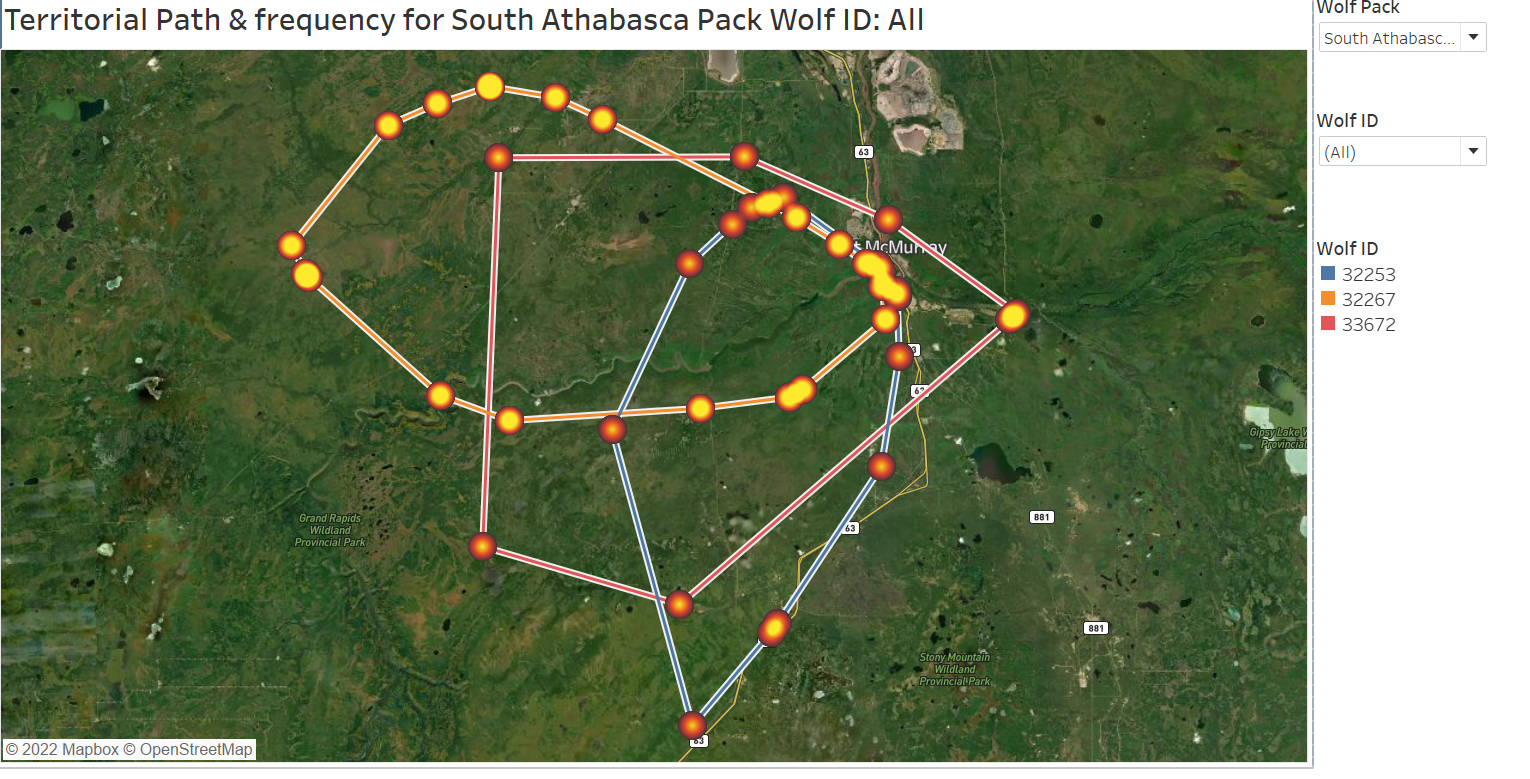 Territorial Path & frequency for South Athabasca Pack Wolf ID: All
Wolf Pack
South Athabasc...
Wolf ID
(All)
Wolf ID
32253
32267
33672
63
McMurray
63
63
881
881
63
Gipsy Lake
Provincial
Grand Rapids
Wildland
Provincial Park
Stony Mountain
Wildland
Provincial Park
© 2022 Mapbox © OpenStreetMap